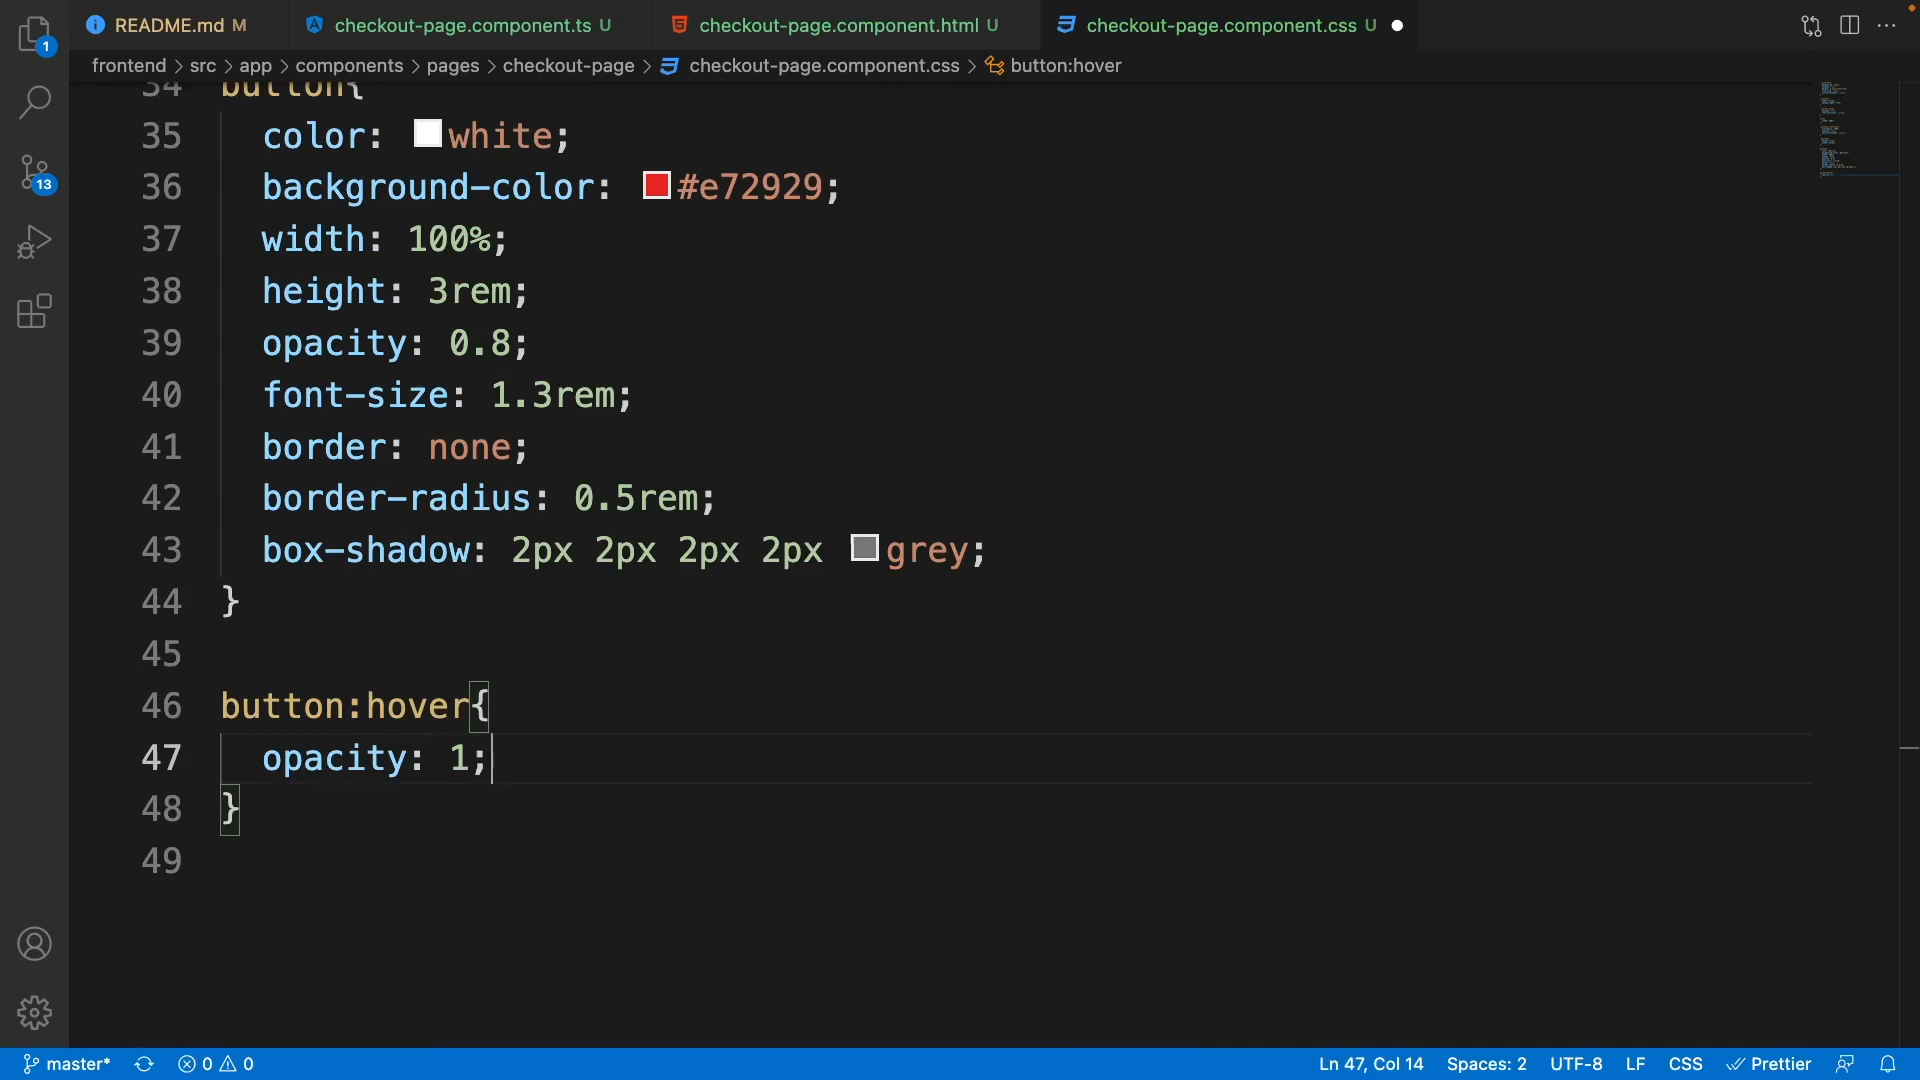 README.md M
checkout-page.component.ts U
checkout-page.component.html U
checkout-page.component.css U
frontend > src > app > components > pages > checkout-page > checkout-page.component.css > button:hover
34 button{
35 color: white;
36 background-color: #e72929;
37 width: 100%;
38 height: 3rem;
39 opacity: 0.8;
40 font-size: 1.3rem;
41 border: none;
42 border-radius: 0.5rem;
43 box-shadow: 2px 2px 2px 2px grey;
44 }
45
46 button:hover{
47 opacity: 1;
48 }
49
1
13
master* 0 0 Ln 47, Col 14 Spaces: 2 UTF-8 LF CSS Prettier